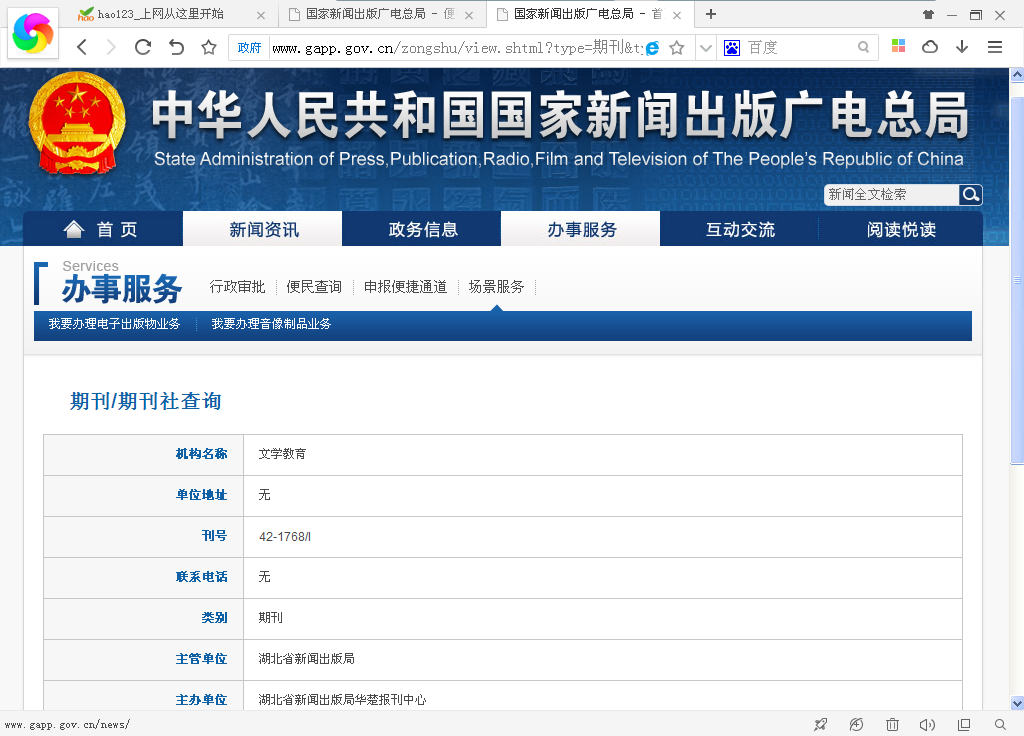 hao123_上网从这里开始
国家新闻出版广电总局 - 便
国家新闻出版广电总局 - 首
政府 www.gapp.gov.cn/zongshu/view.shtml?type=期刊&ty
百度
中华人民共和国国家新闻出版广电总局
State Administration of Press,Publication,Radio,Film and Television of The People's Republic of China
新闻全文检索
首 页 新闻资讯 政务信息 办事服务 互动交流 阅读悦读
Services
办事服务 行政审批 便民查询 申报便捷通道 场景服务
我要办理电子出版物业务 我要办理音像制品业务
期刊/期刊社查询
机构名称 文学教育
单位地址 无
刊号 42-1768/I
联系电话 无
类别 期刊
主管单位 湖北省新闻出版局
主办单位 湖北省新闻出版局华楚报刊中心
www.gapp.gov.cn/news/